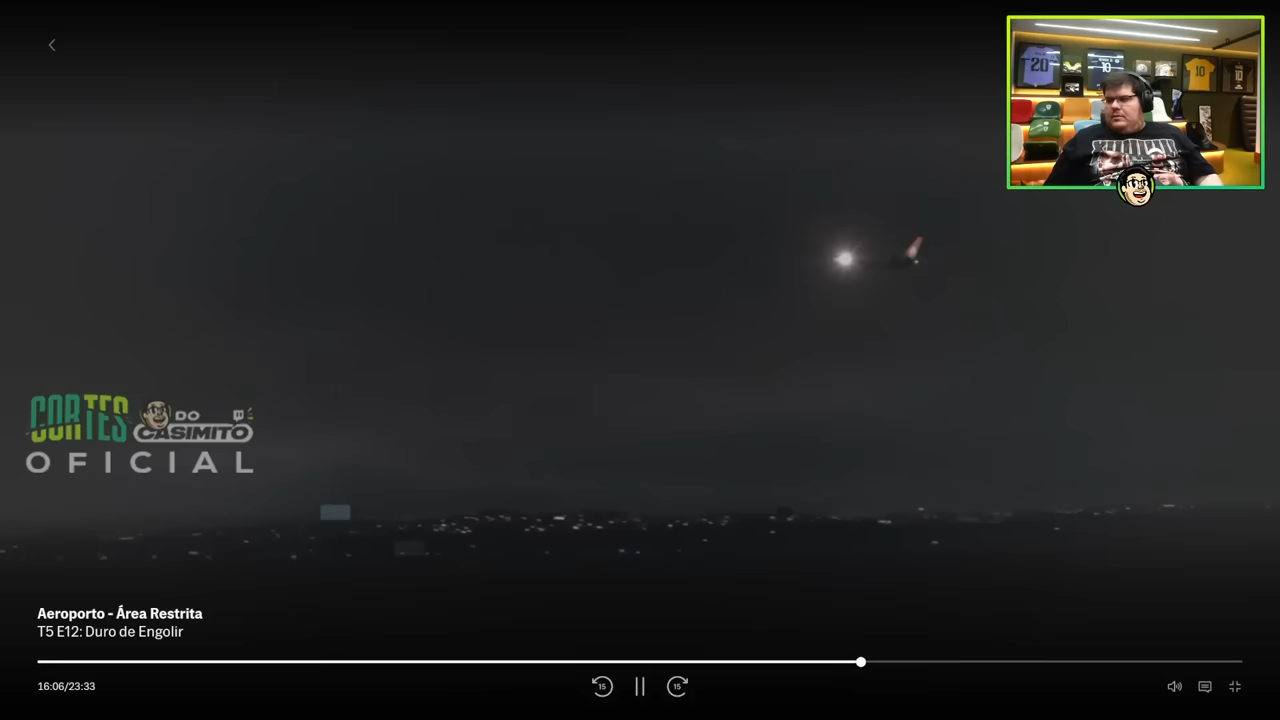 20
10
10
CORTES
DO
CASIMITO
OFICIAL
Aeroporto - Área Restrita
T5 E12: Duro de Engolir
16:06/23:33
15
15